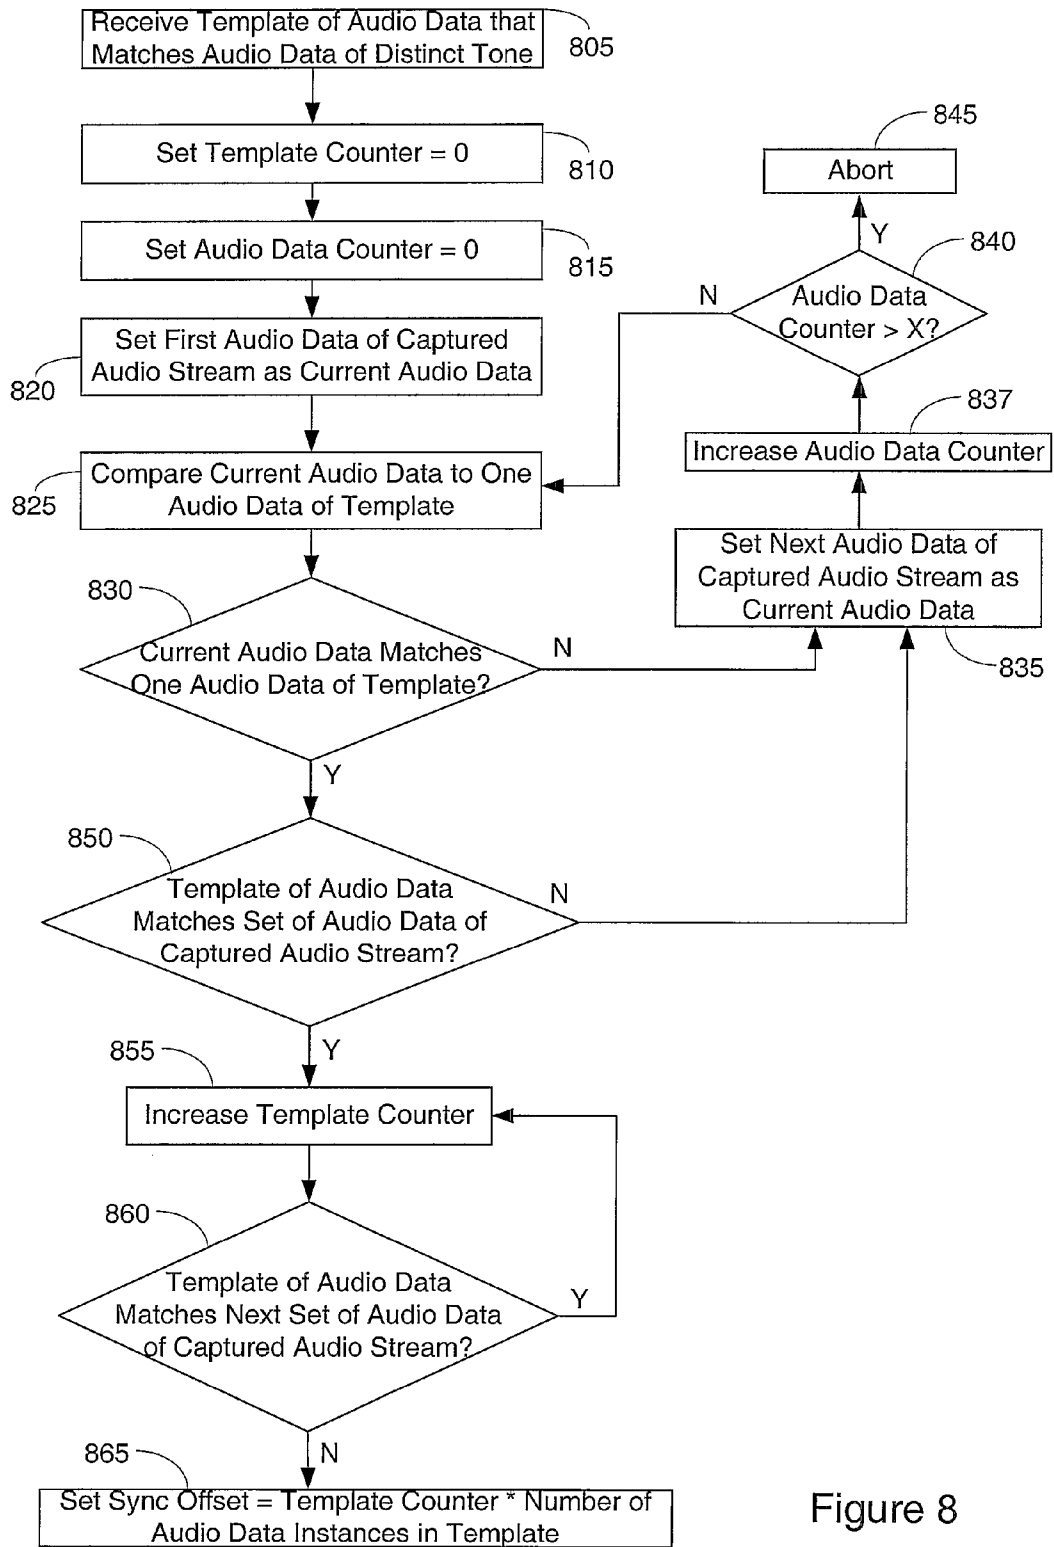 Receive Template of Audio Data that
Matches Audio Data of Distinct Tone
805
Set Template Counter = 0
810
Set Audio Data Counter = 0
815
Set First Audio Data of Captured
Audio Stream as Current Audio Data
820
Compare Current Audio Data to One
Audio Data of Template
825
830
Current Audio Data Matches
One Audio Data of Template?
N
Y
845
Abort
Y
840
N
Audio Data
Counter > X?
837
Increase Audio Data Counter
Set Next Audio Data of
Captured Audio Stream as
Current Audio Data
835
850
Template of Audio Data
Matches Set of Audio Data of
Captured Audio Stream?
N
Y
855
Increase Template Counter
860
Template of Audio Data
Matches Next Set of Audio Data
of Captured Audio Stream?
Y
N
865
Set Sync Offset = Template Counter * Number of
Audio Data Instances in Template
Figure 8